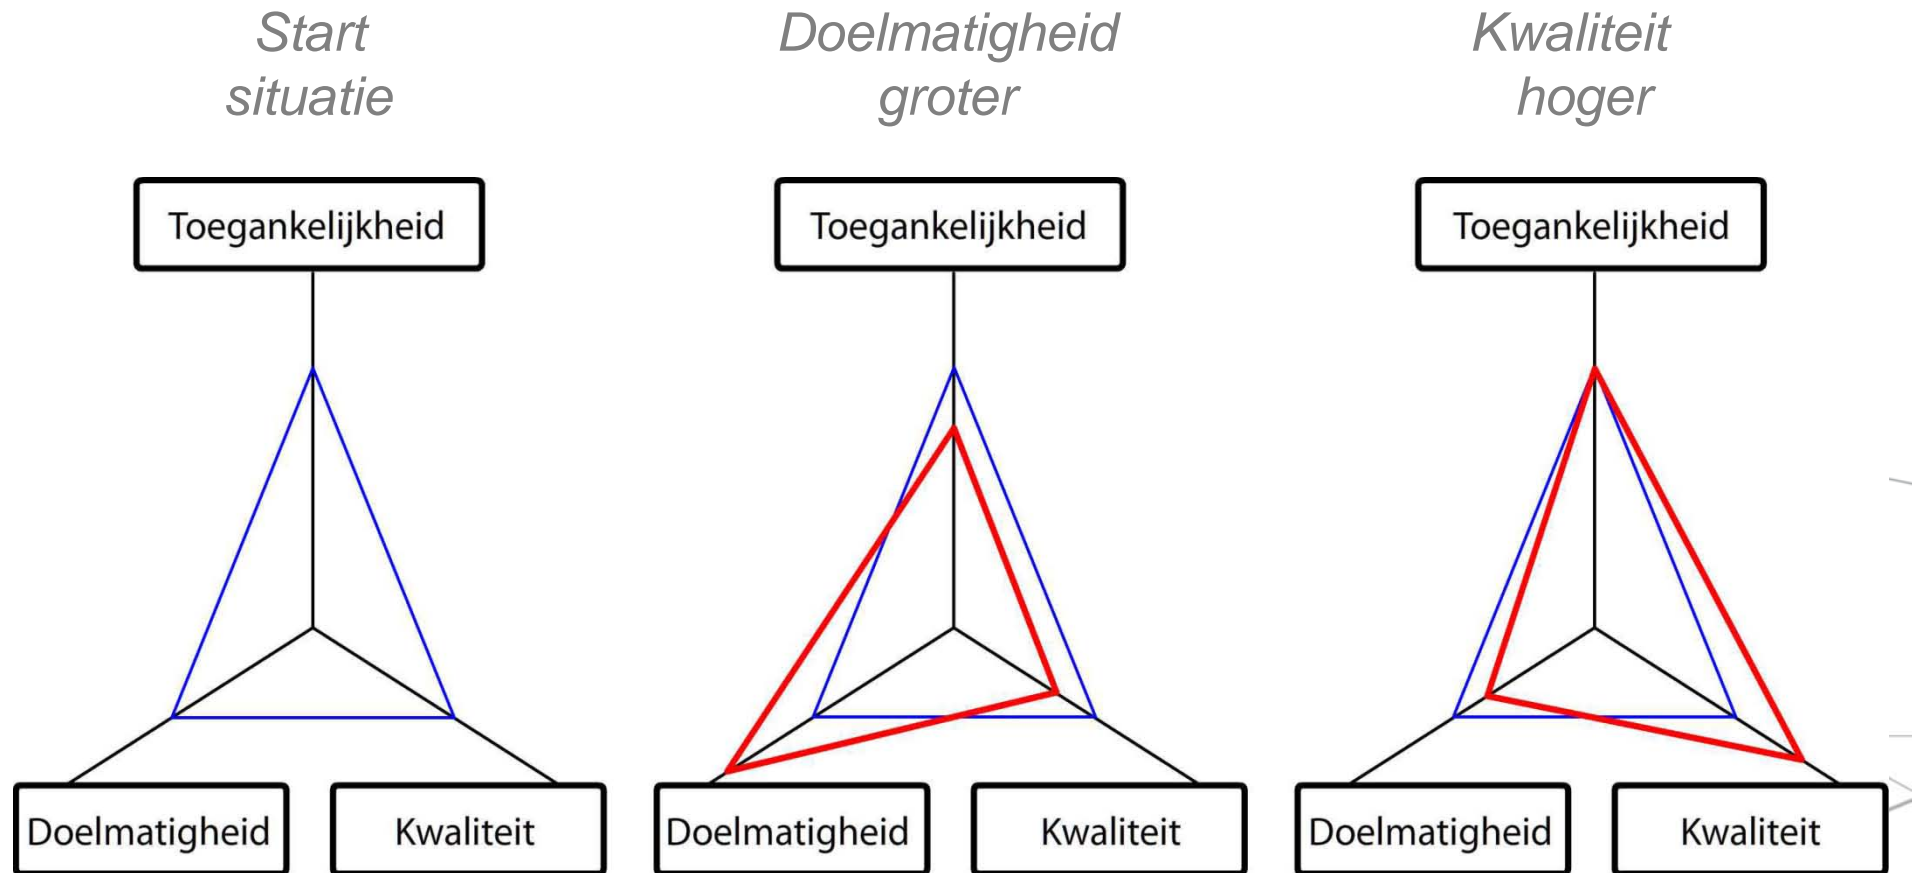 Start
situatie
Doelmatigheid
groter
Kwaliteit
hoger
Toegankelijkheid
Toegankelijkheid
Toegankelijkheid
Doelmatigheid
Kwaliteit
Doelmatigheid
Kwaliteit
Doelmatigheid
Kwaliteit